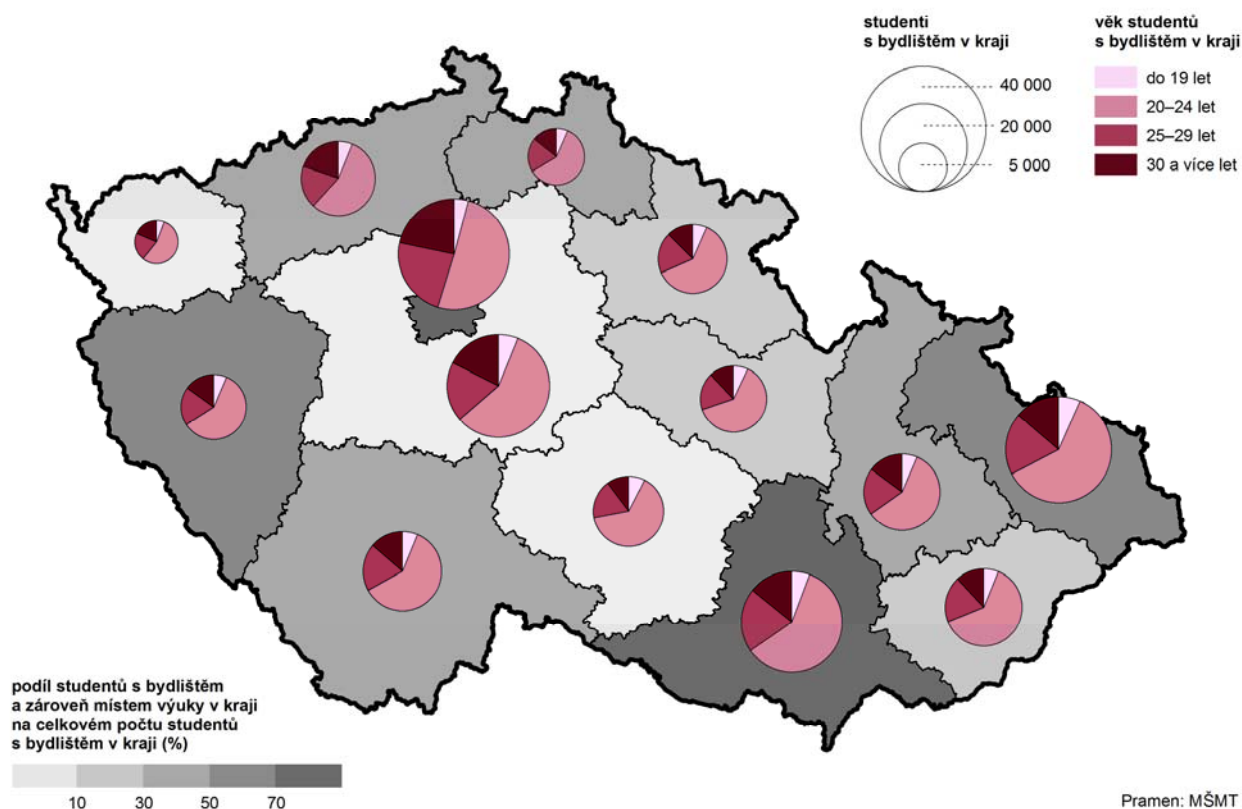 studenti
s bydlištěm v kraji
40 000
20 000
5 000
věk studentů
s bydlištěm v kraji
do 19 let
20–24 let
25–29 let
30 a více let
podíl studentů s bydlištěm
a zároveň místem výuky v kraji
na celkovém počtu studentů
s bydlištěm v kraji (%)
10 30 50 70
Pramen: MŠMT